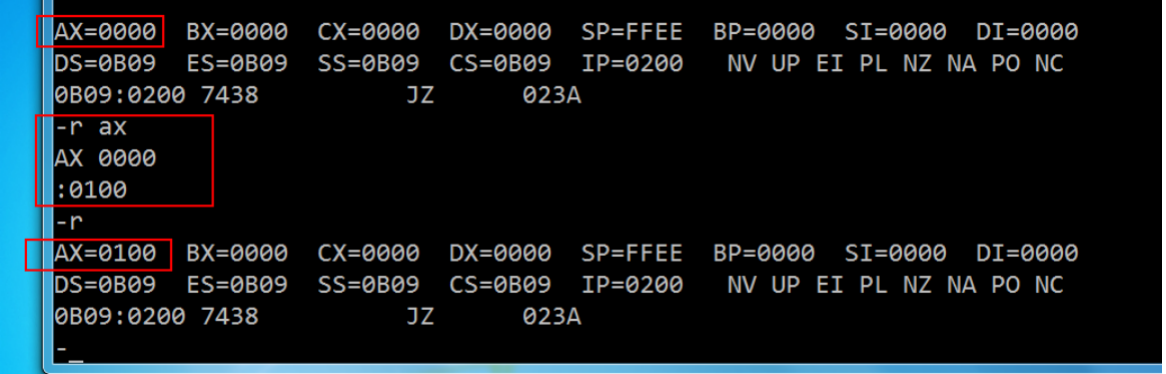 AX=0000 BX=0000 CX=0000 DX=0000 SP=FFEE BP=0000 SI=0000 DI=0000
DS=0B09 ES=0B09 SS=0B09 CS=0B09 IP=0200 NV UP EI PL NZ NA PO NC
0B09:0200 7438 JZ 023A
-r ax
AX 0000
:0100
-r
AX=0100 BX=0000 CX=0000 DX=0000 SP=FFEE BP=0000 SI=0000 DI=0000
DS=0B09 ES=0B09 SS=0B09 CS=0B09 IP=0200 NV UP EI PL NZ NA PO NC
0B09:0200 7438 JZ 023A
-_